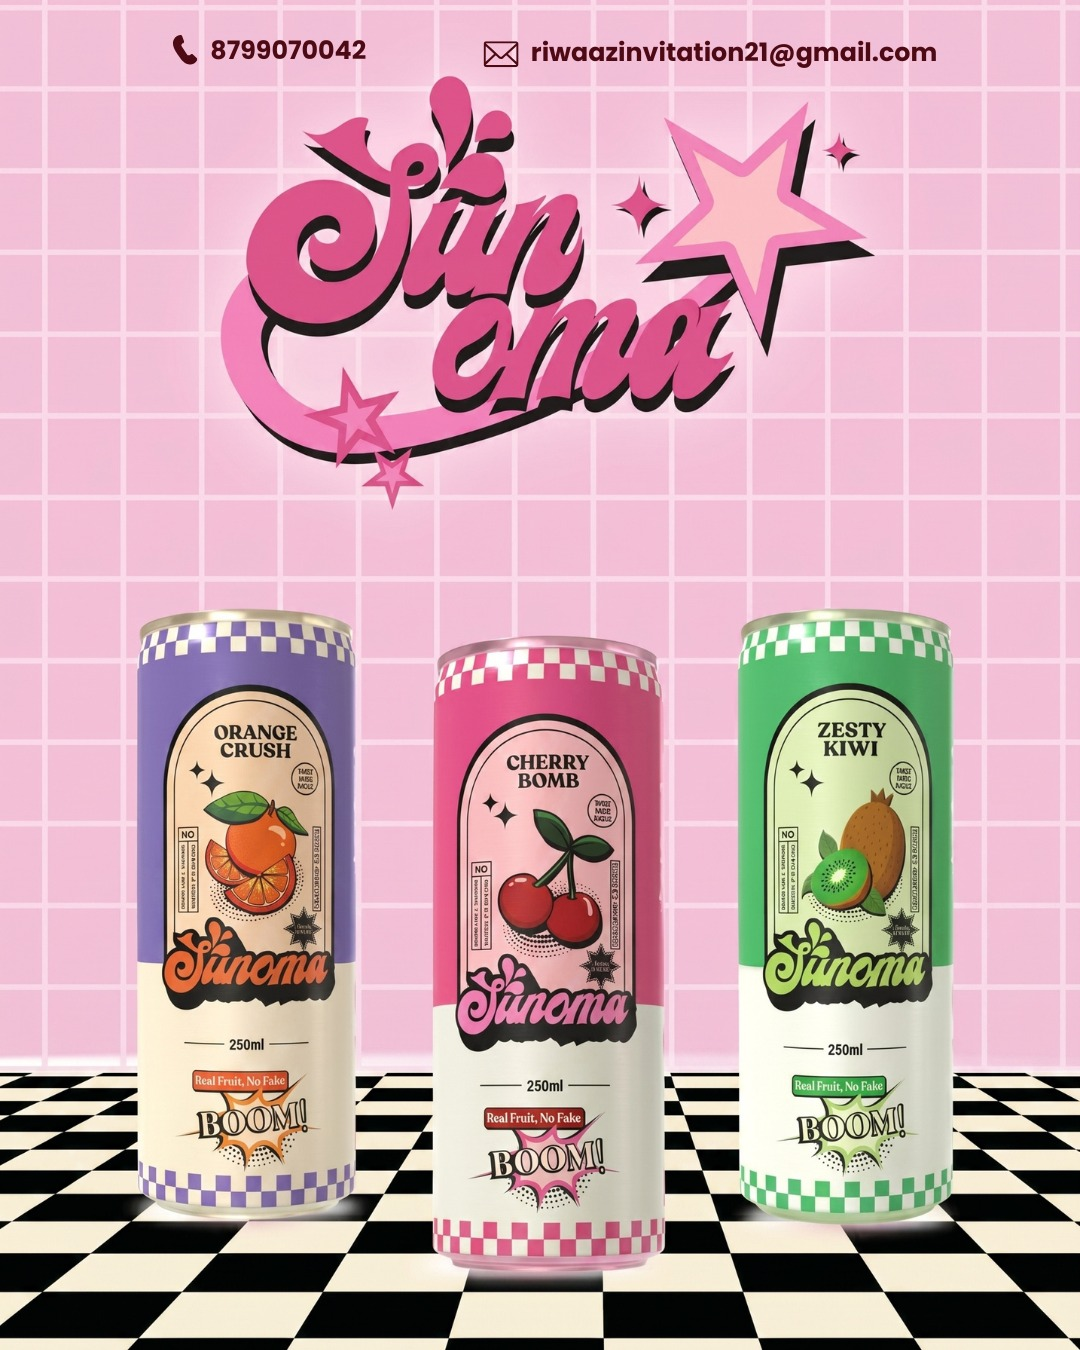 8799070042
riwaazinvitation21@gmail.com
Sun
oma
ORANGE
CRUSH
NO
Sunoma
250ml
Real Fruit, No Fake
BOOM!
CHERRY
BOMB
NO
Sunoma
250ml
Real Fruit, No Fake
BOOM!
ZESTY
KIWI
NO
Sunoma
250ml
Real Fruit, No Fake
BOOM!